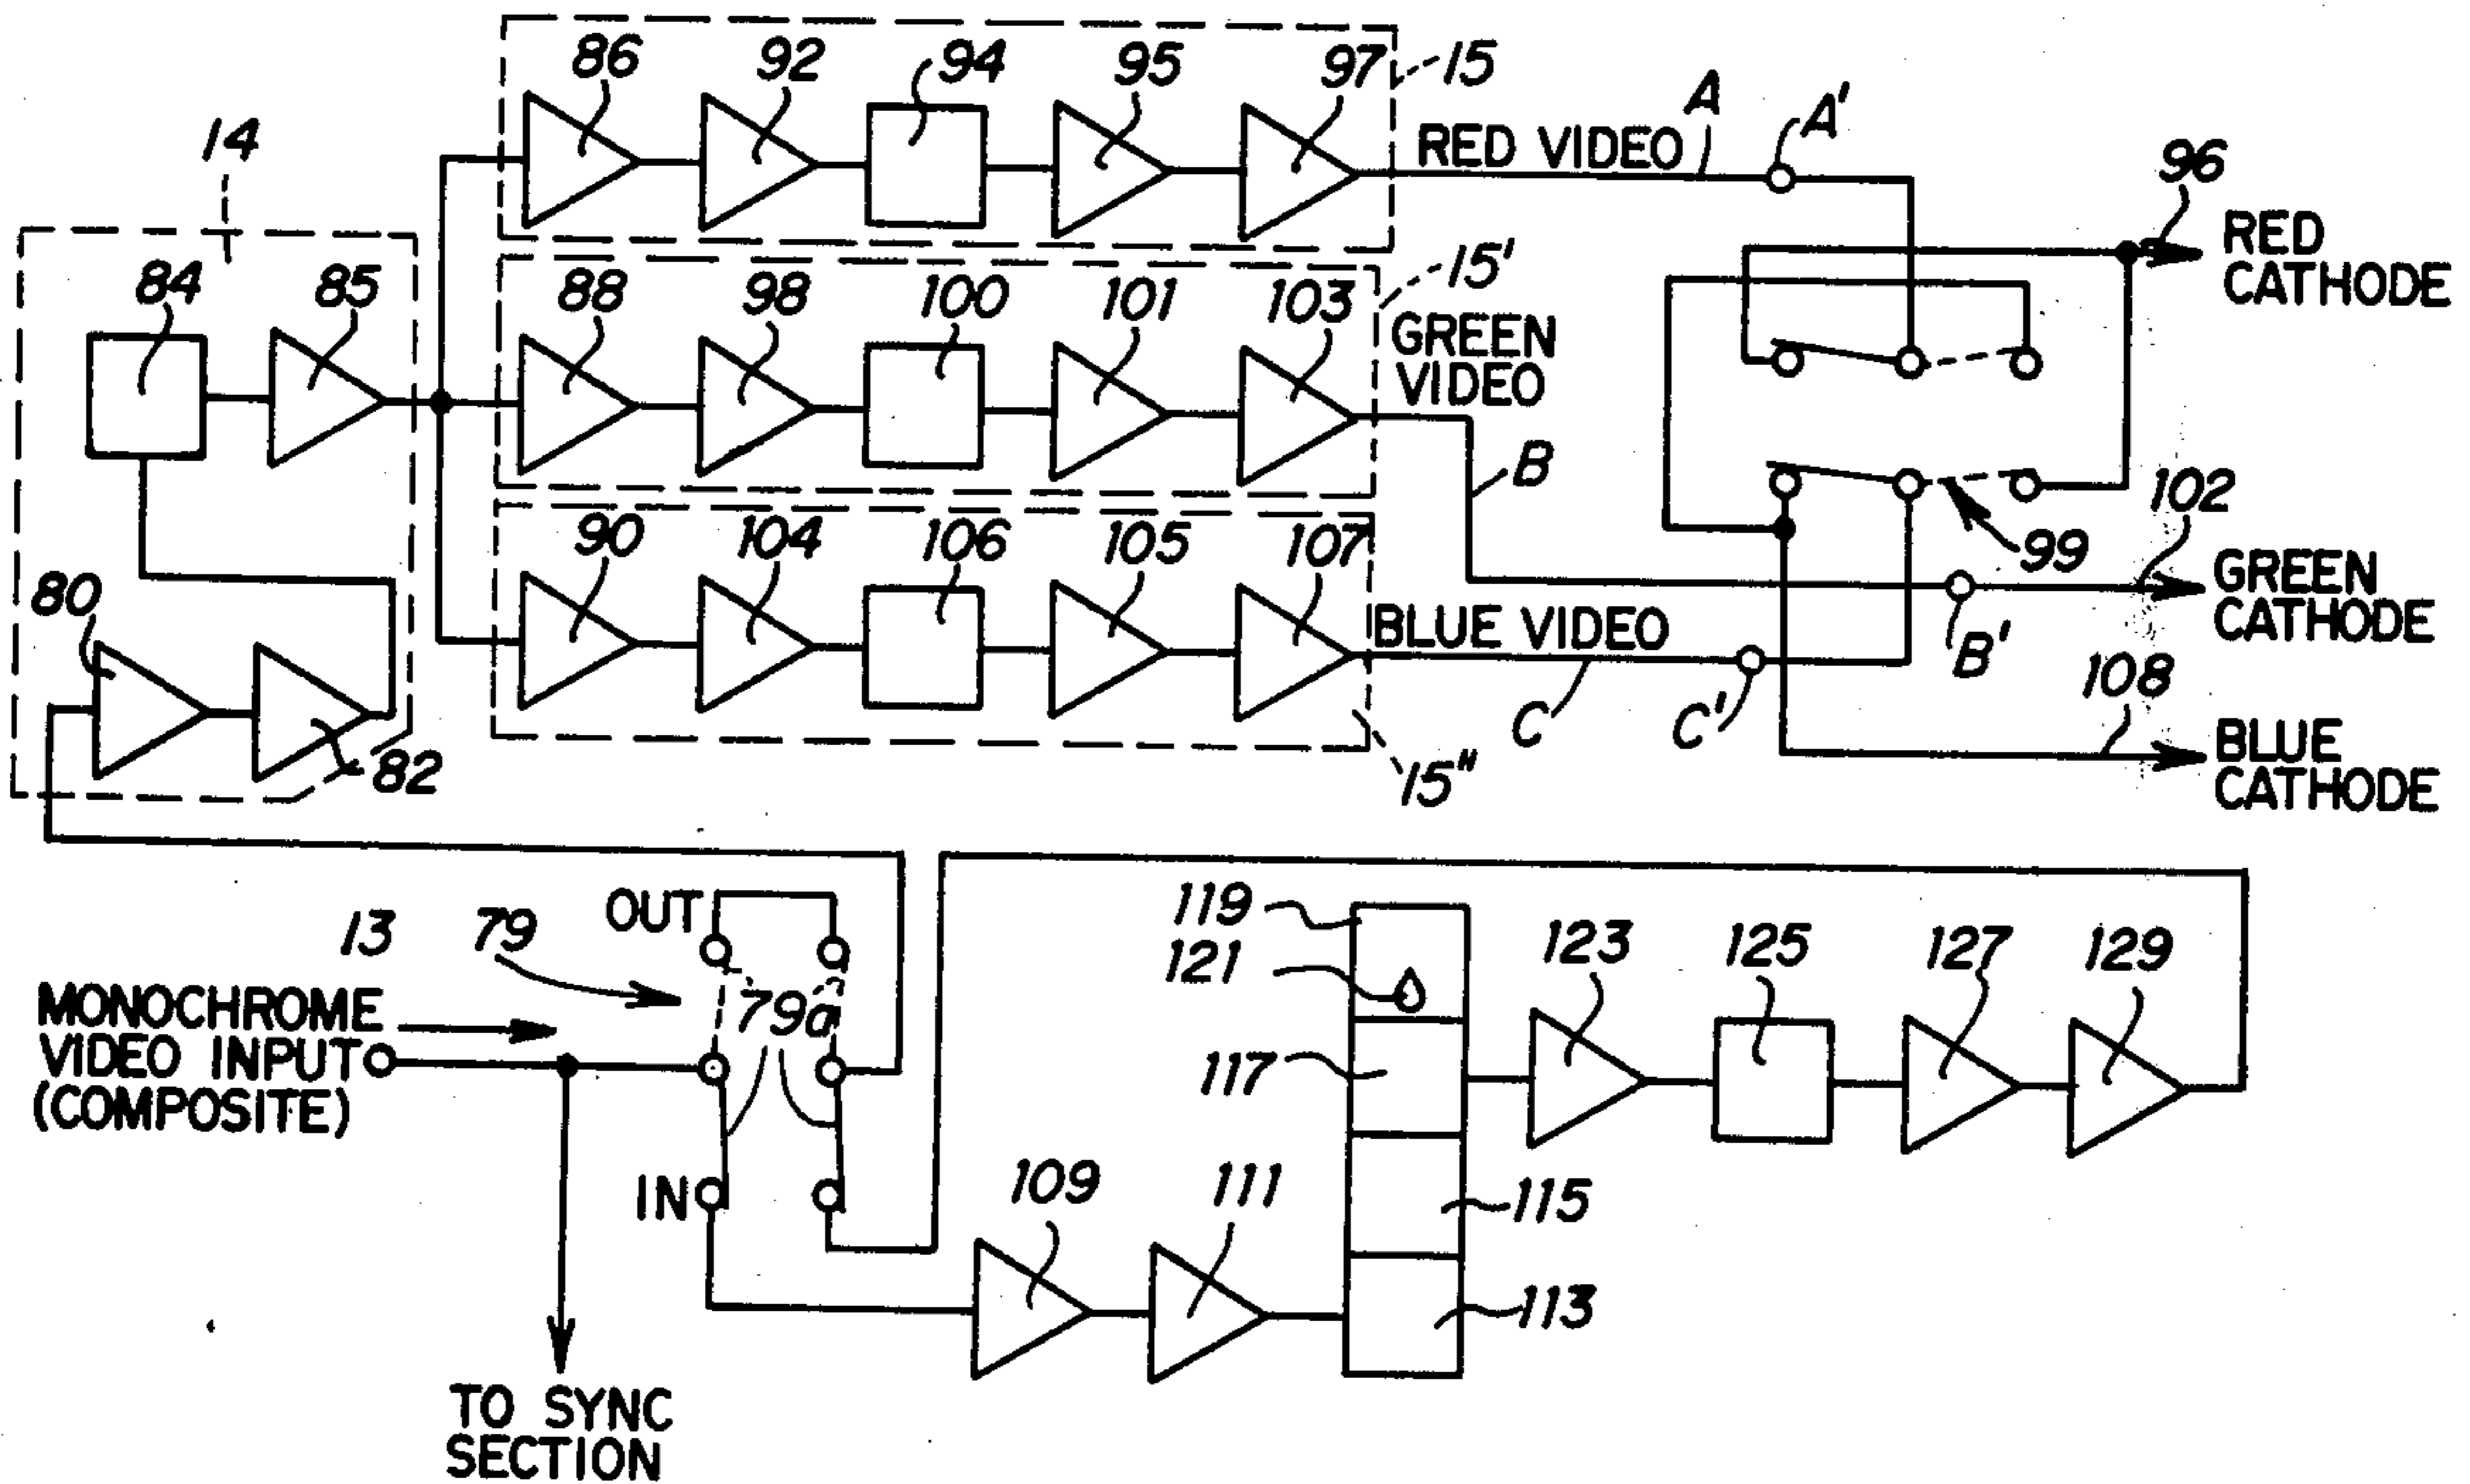 86
92
94
95
97
15
A
A'
RED VIDEO
14
96
RED
CATHODE
84
85
88
98
100
101
103
15'
GREEN
VIDEO
B
102
99
GREEN
CATHODE
B'
90
104
106
105
107
BLUE VIDEO
80
82
C
C'
108
BLUE
CATHODE
15"
13
79
OUT
79a
MONOCHROME
VIDEO INPUT
(COMPOSITE)
IN
119
121
117
115
113
123
125
127
129
109
111
TO SYNC
SECTION